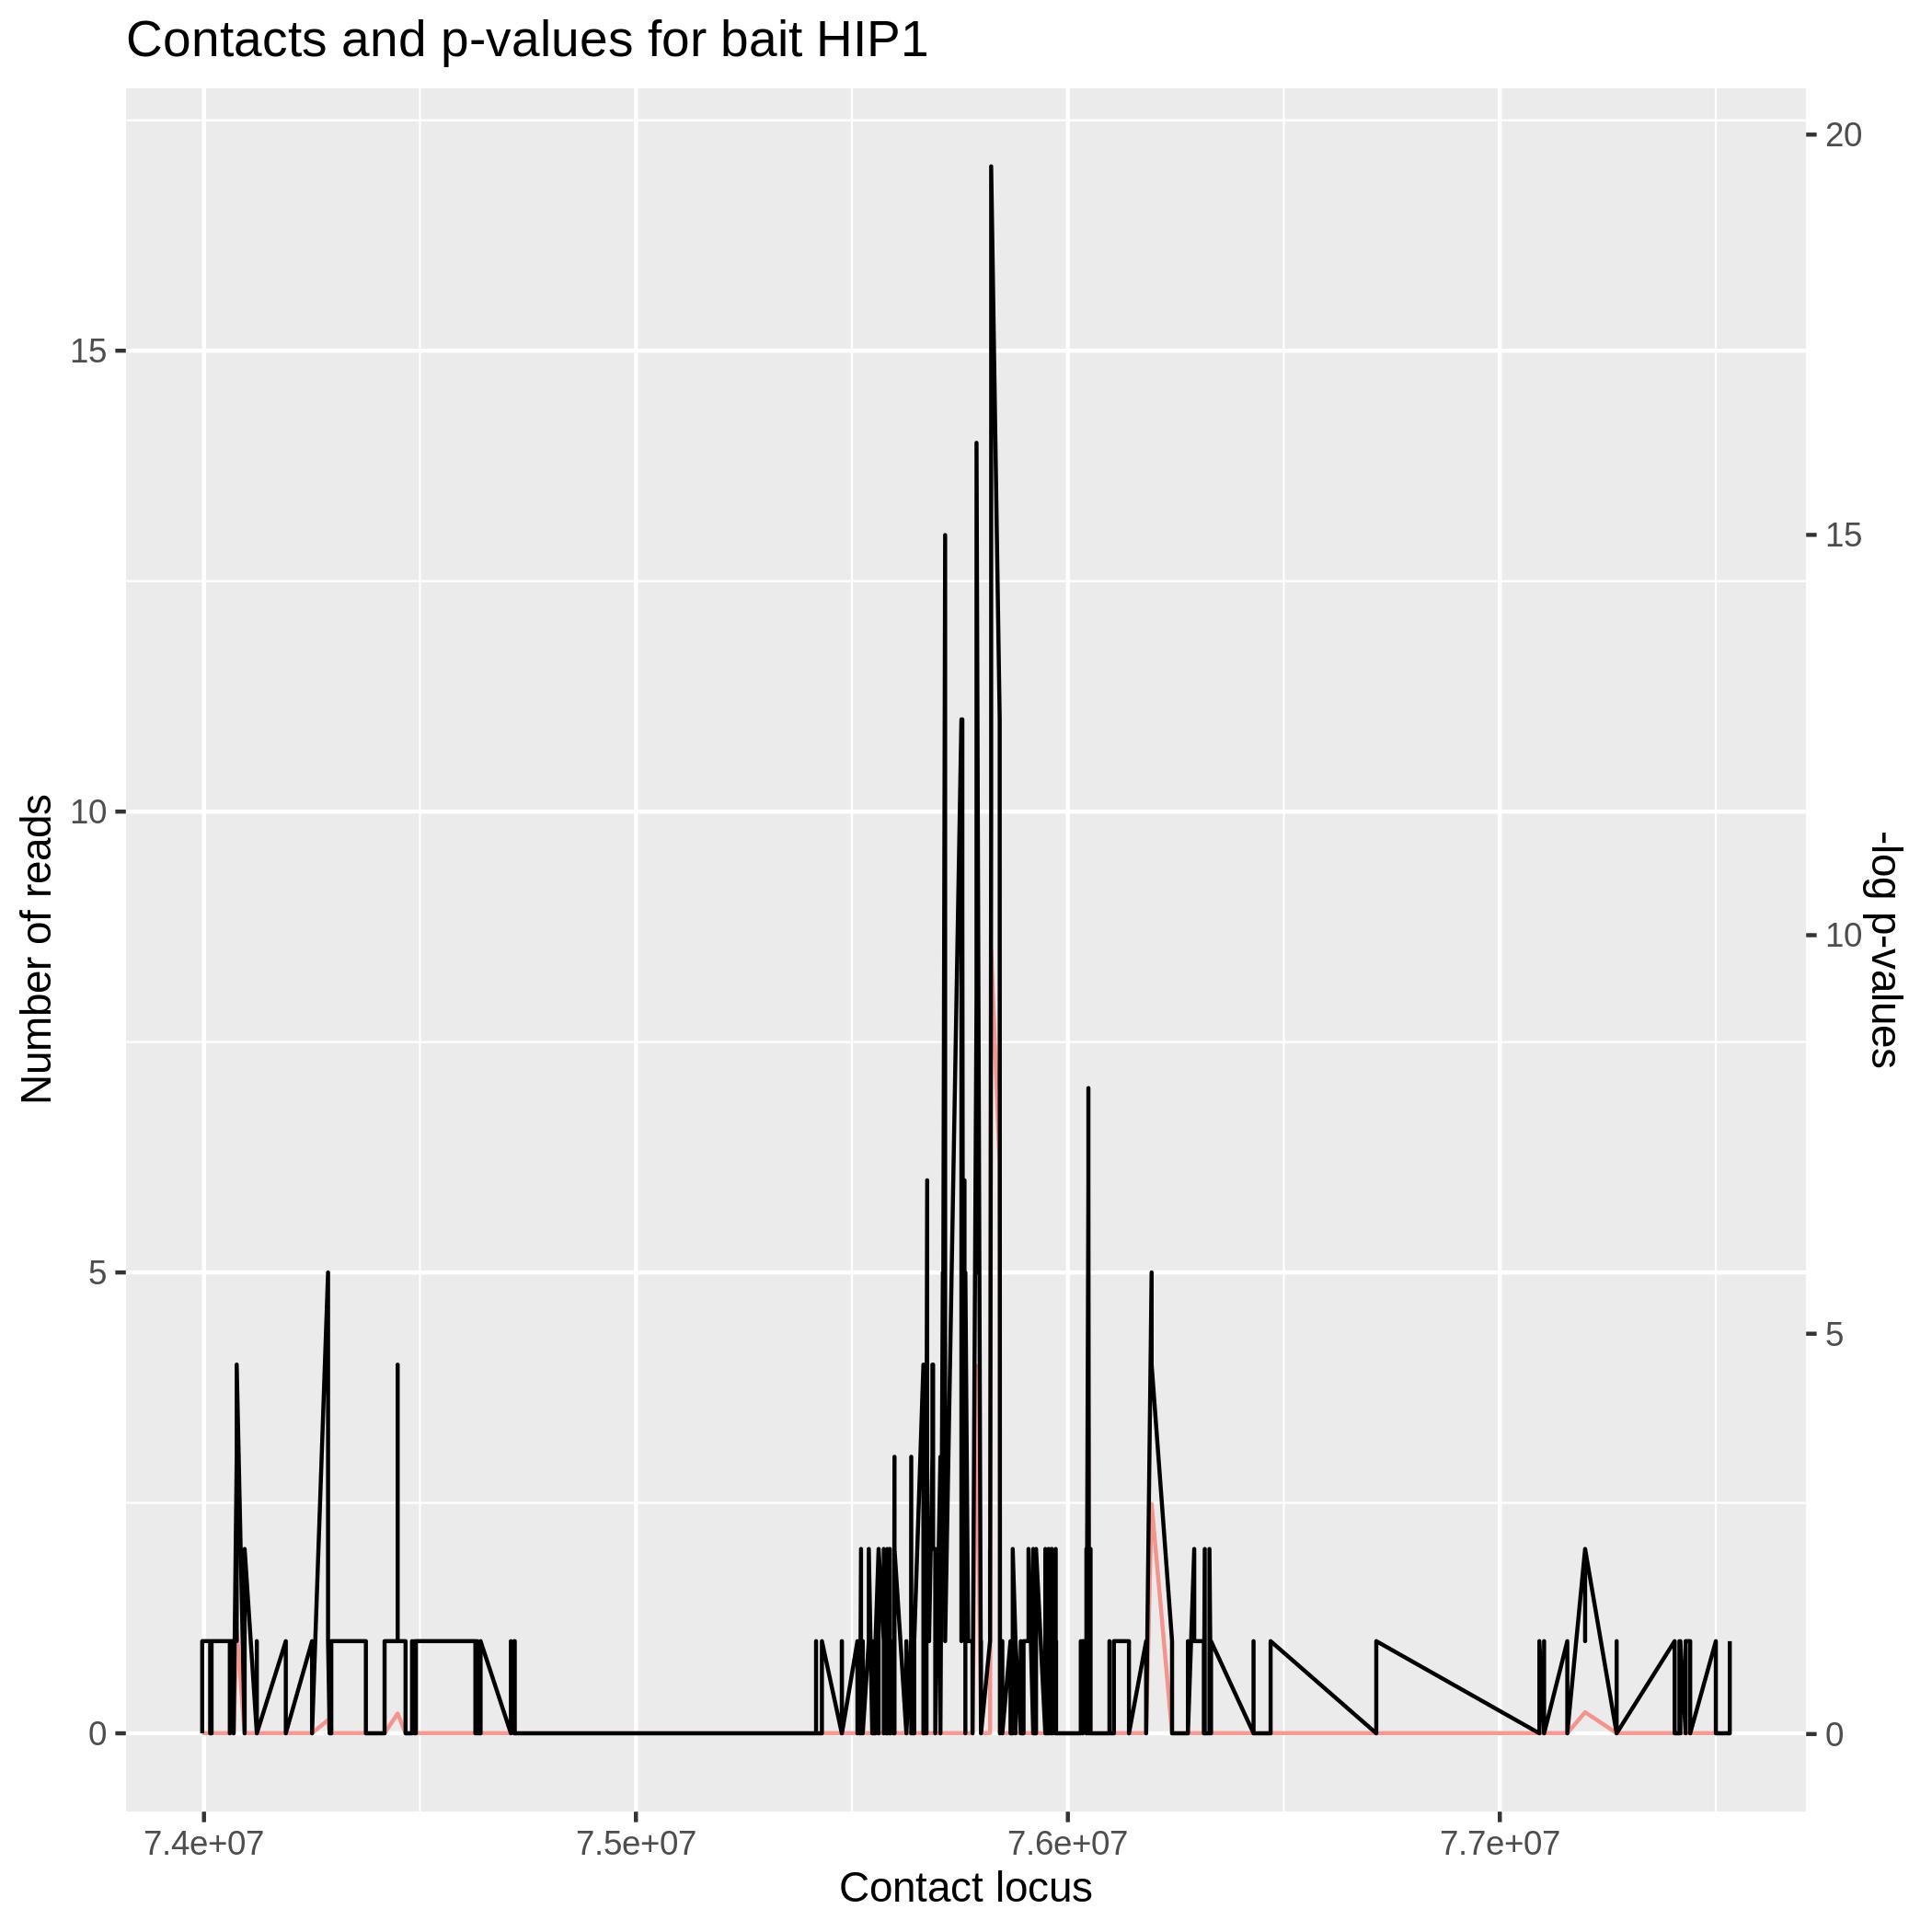 Contacts and p-values for bait HIP1
20
15
15
10
10
5
5
0
0
Number of reads
-log p-values
7.4e+07
7.5e+07
7.6e+07
7.7e+07
Contact locus